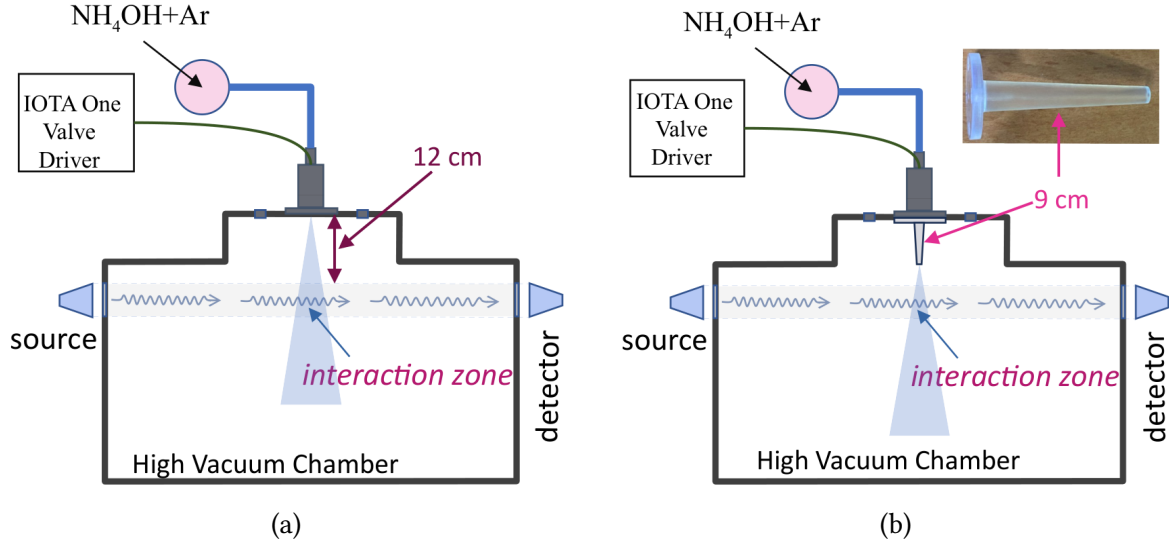 NH₄OH+Ar
IOTA One
Valve
Driver
12 cm
source
detector
interaction zone
High Vacuum Chamber
(a)
NH₄OH+Ar
IOTA One
Valve
Driver
9 cm
source
detector
interaction zone
High Vacuum Chamber
(b)